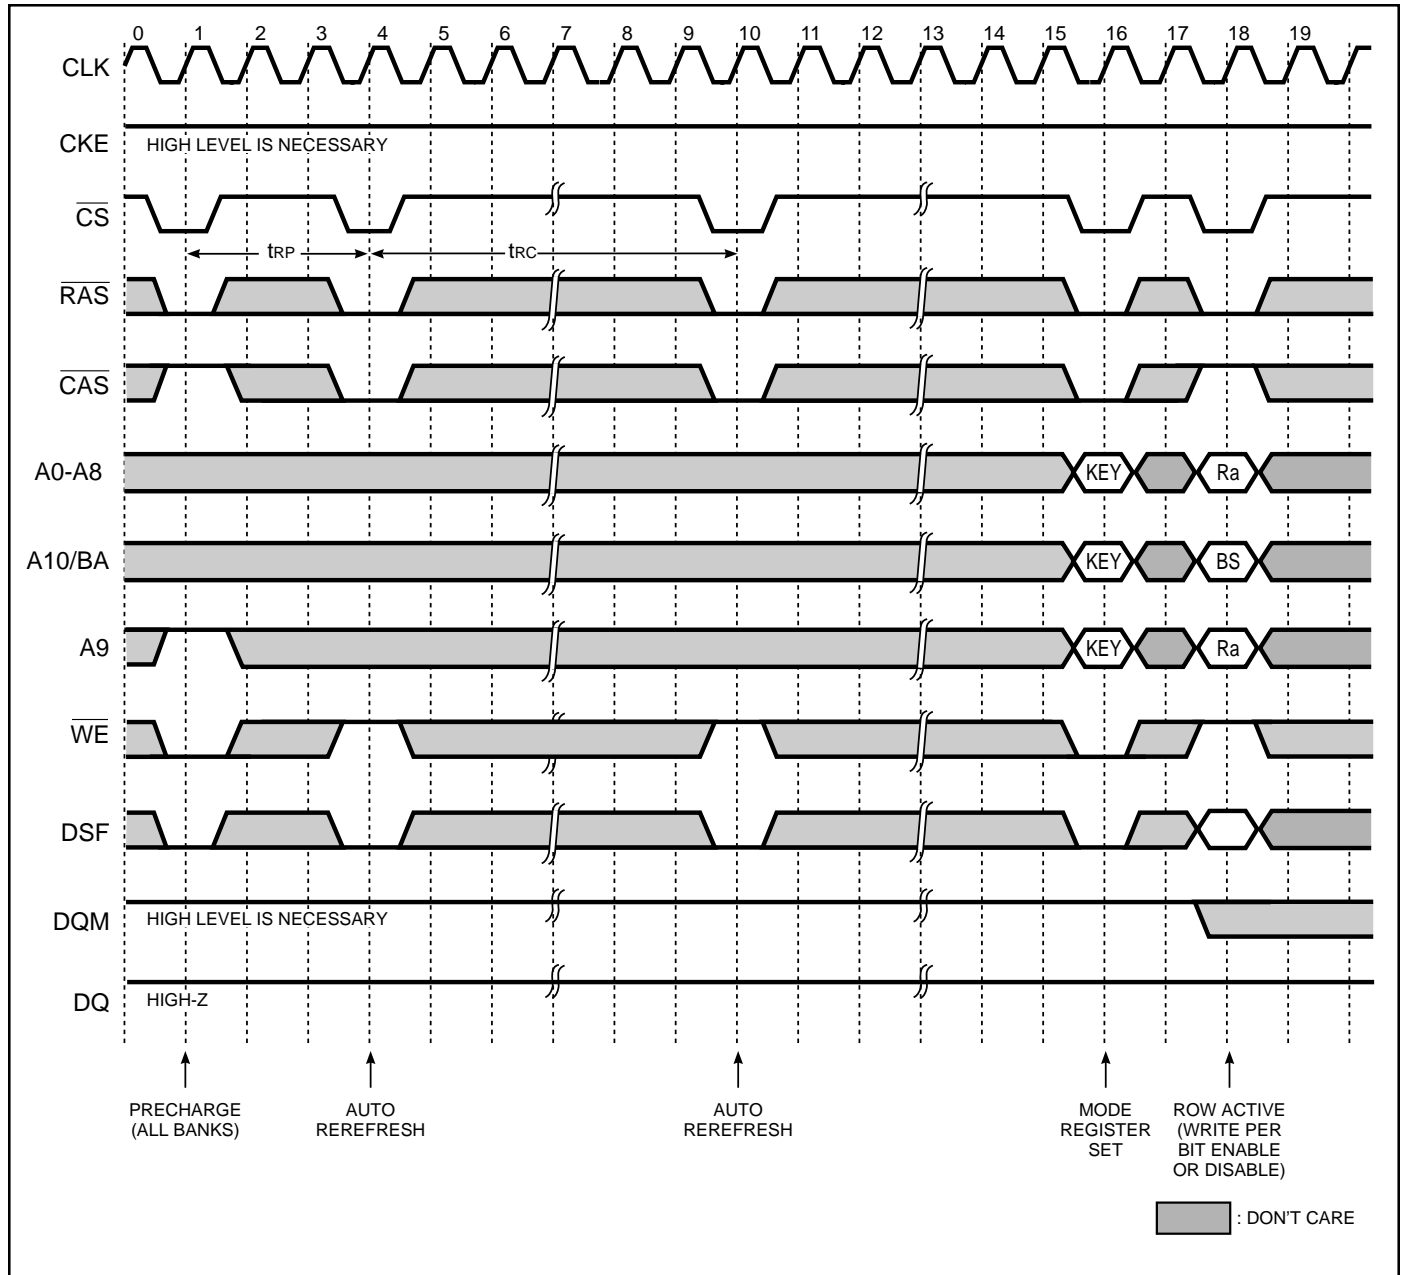 0 1 2 3 4 5 6 7 8 9 10 11 12 13 14 15 16 17 18 19
CLK
CKE HIGH LEVEL IS NECESSARY
CS
tRP tRC
RAS
CAS
A0-A8 KEY Ra
A10/BA KEY BS
A9 KEY Ra
WE
DSF
DQM HIGH LEVEL IS NECESSARY
DQ HIGH-Z
PRECHARGE
(ALL BANKS)
AUTO
REREFRESH
AUTO
REREFRESH
MODE
REGISTER
SET
ROW ACTIVE
(WRITE PER
BIT ENABLE
OR DISABLE)
: DON'T CARE